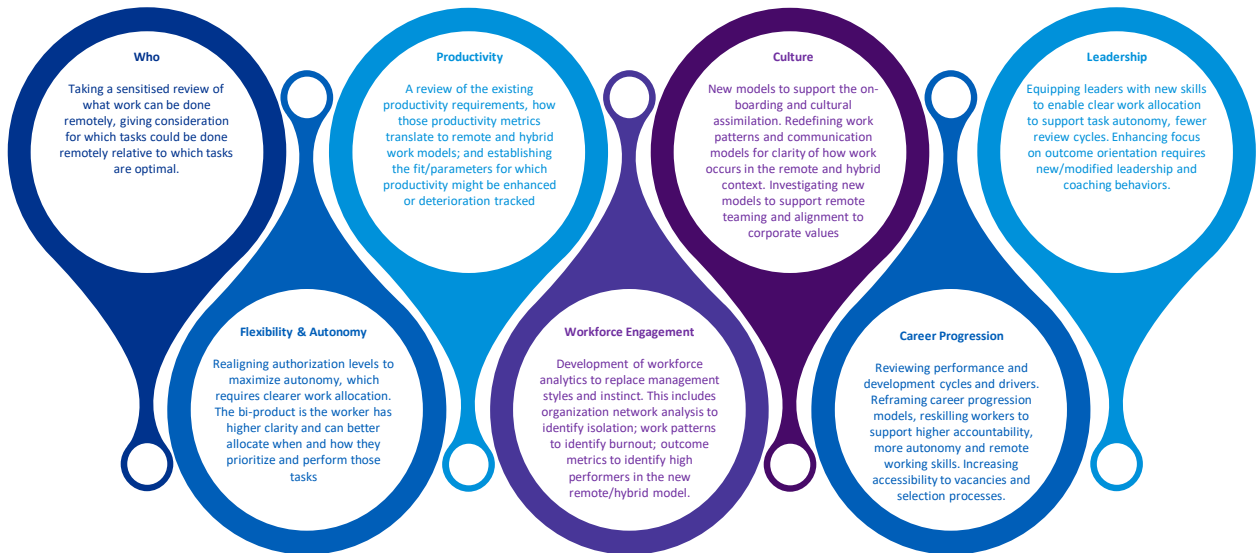 Who
Taking a sensitised review of
what work can be done
remotely, giving consideration
for which tasks could be done
remotely relative to which tasks
are optimal.
Flexibility & Autonomy
Realigning authorization levels to
maximize autonomy, which
requires clearer work allocation.
The bi-product is the worker has
higher clarity and can better
allocate when and how they
prioritize and perform those
tasks
Productivity
A review of the existing
productivity requirements, how
those productivity metrics
translate to remote and hybrid
work models; and establishing
the fit/parameters for which
productivity might be enhanced
or deterioration tracked
Workforce Engagement
Development of workforce
analytics to replace management
styles and instinct. This includes
organization network analysis to
identify isolation; work patterns
to identify burnout; outcome
metrics to identify high
performers in the new
remote/hybrid model.
Culture
New models to support the on-
boarding and cultural
assimilation. Redefining work
patterns and communication
models for clarity of how work
occurs in the remote and hybrid
context. Investigating new
models to support remote
teaming and alignment to
corporate values
Career Progression
Reviewing performance and
development cycles and drivers.
Reframing career progression
models, reskilling workers to
support higher accountability,
more autonomy and remote
working skills. Increasing
accessibility to vacancies and
selection processes.
Leadership
Equipping leaders with new skills
to enable clear work allocation
to support task autonomy, fewer
review cycles. Enhancing focus
on outcome orientation requires
new/modified leadership and
coaching behaviors.